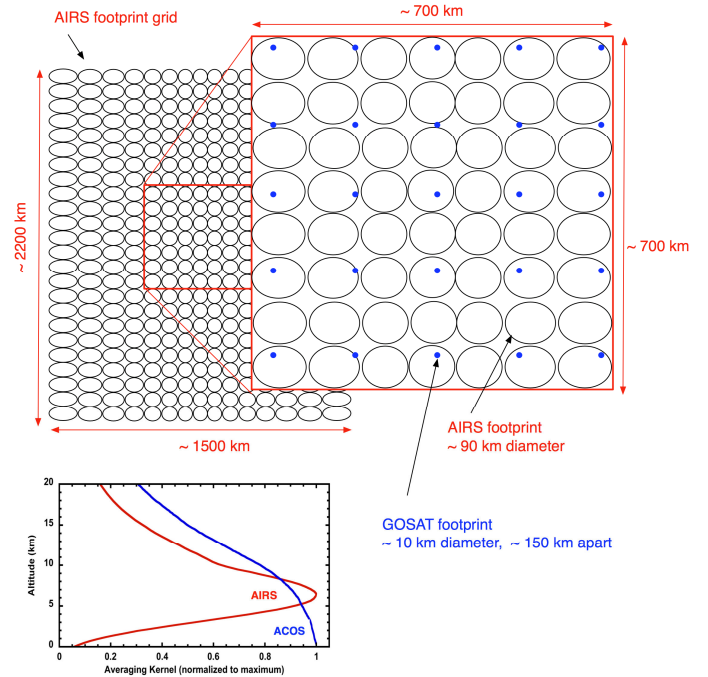 AIRS footprint grid
~ 700 km
~ 2200 km
~ 700 km
~ 1500 km
AIRS footprint
~ 90 km diameter
GOSAT footprint
~ 10 km diameter, ~ 150 km apart
20
15
10
5
0
Altitude (km)
AIRS
ACOS
0 0.2 0.4 0.6 0.8 1
Averaging Kernel (normalized to maximum)